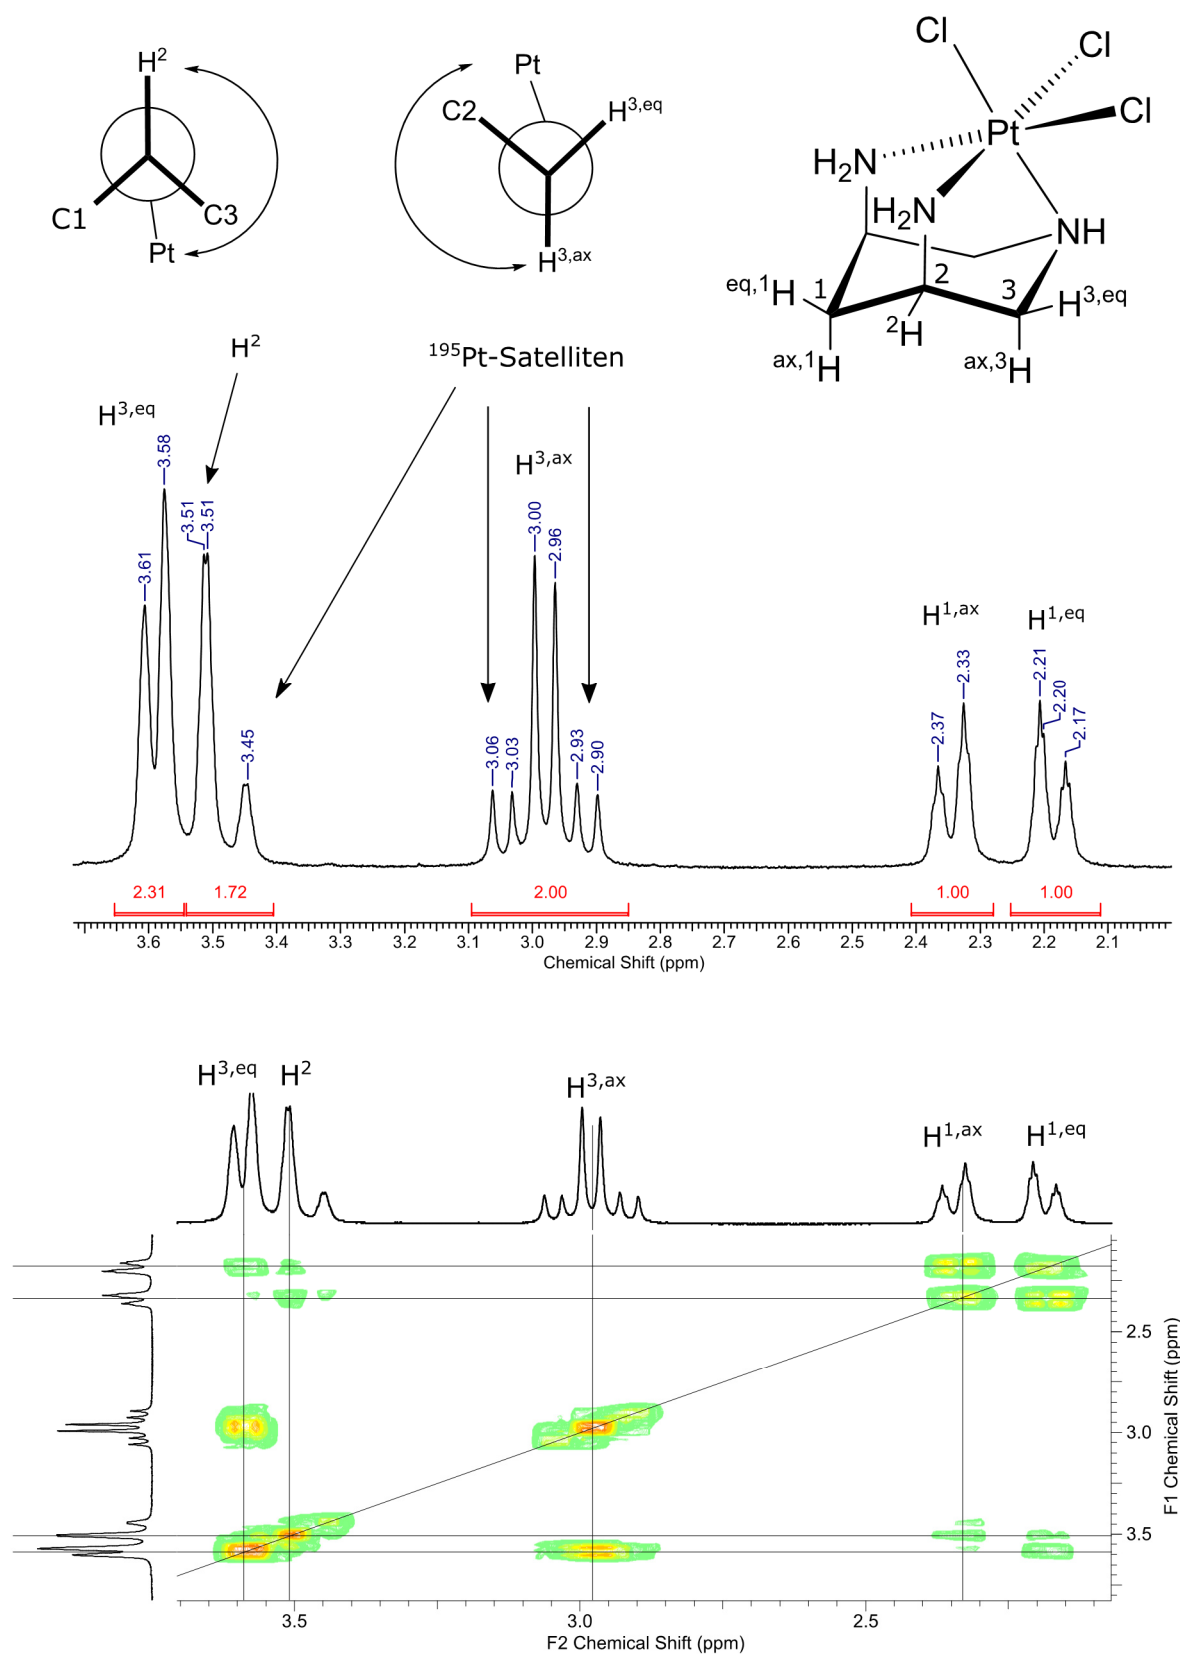 H²
C1
C3
Pt
Pt
C2
H³,eq
H³,ax
Cl
Cl
Cl
Pt
H₂N
H₂N
NH
eq,¹H
1
2
3
H³,eq
²H
ax,¹H
ax,³H
H²
¹⁹⁵Pt-Satelliten
H³,eq
H³,ax
H¹,ax
H¹,eq
3.61
3.58
3.51
3.51
3.45
3.06
3.03
3.00
2.96
2.93
2.90
2.37
2.33
2.21
2.20
2.17
2.31
1.72
2.00
1.00
1.00
3.6 3.5 3.4 3.3 3.2 3.1 3.0 2.9 2.8 2.7 2.6 2.5 2.4 2.3 2.2 2.1
Chemical Shift (ppm)
H³,eq
H²
H³,ax
H¹,ax
H¹,eq
2.5
3.0
3.5
F1 Chemical Shift (ppm)
3.5 3.0 2.5
F2 Chemical Shift (ppm)